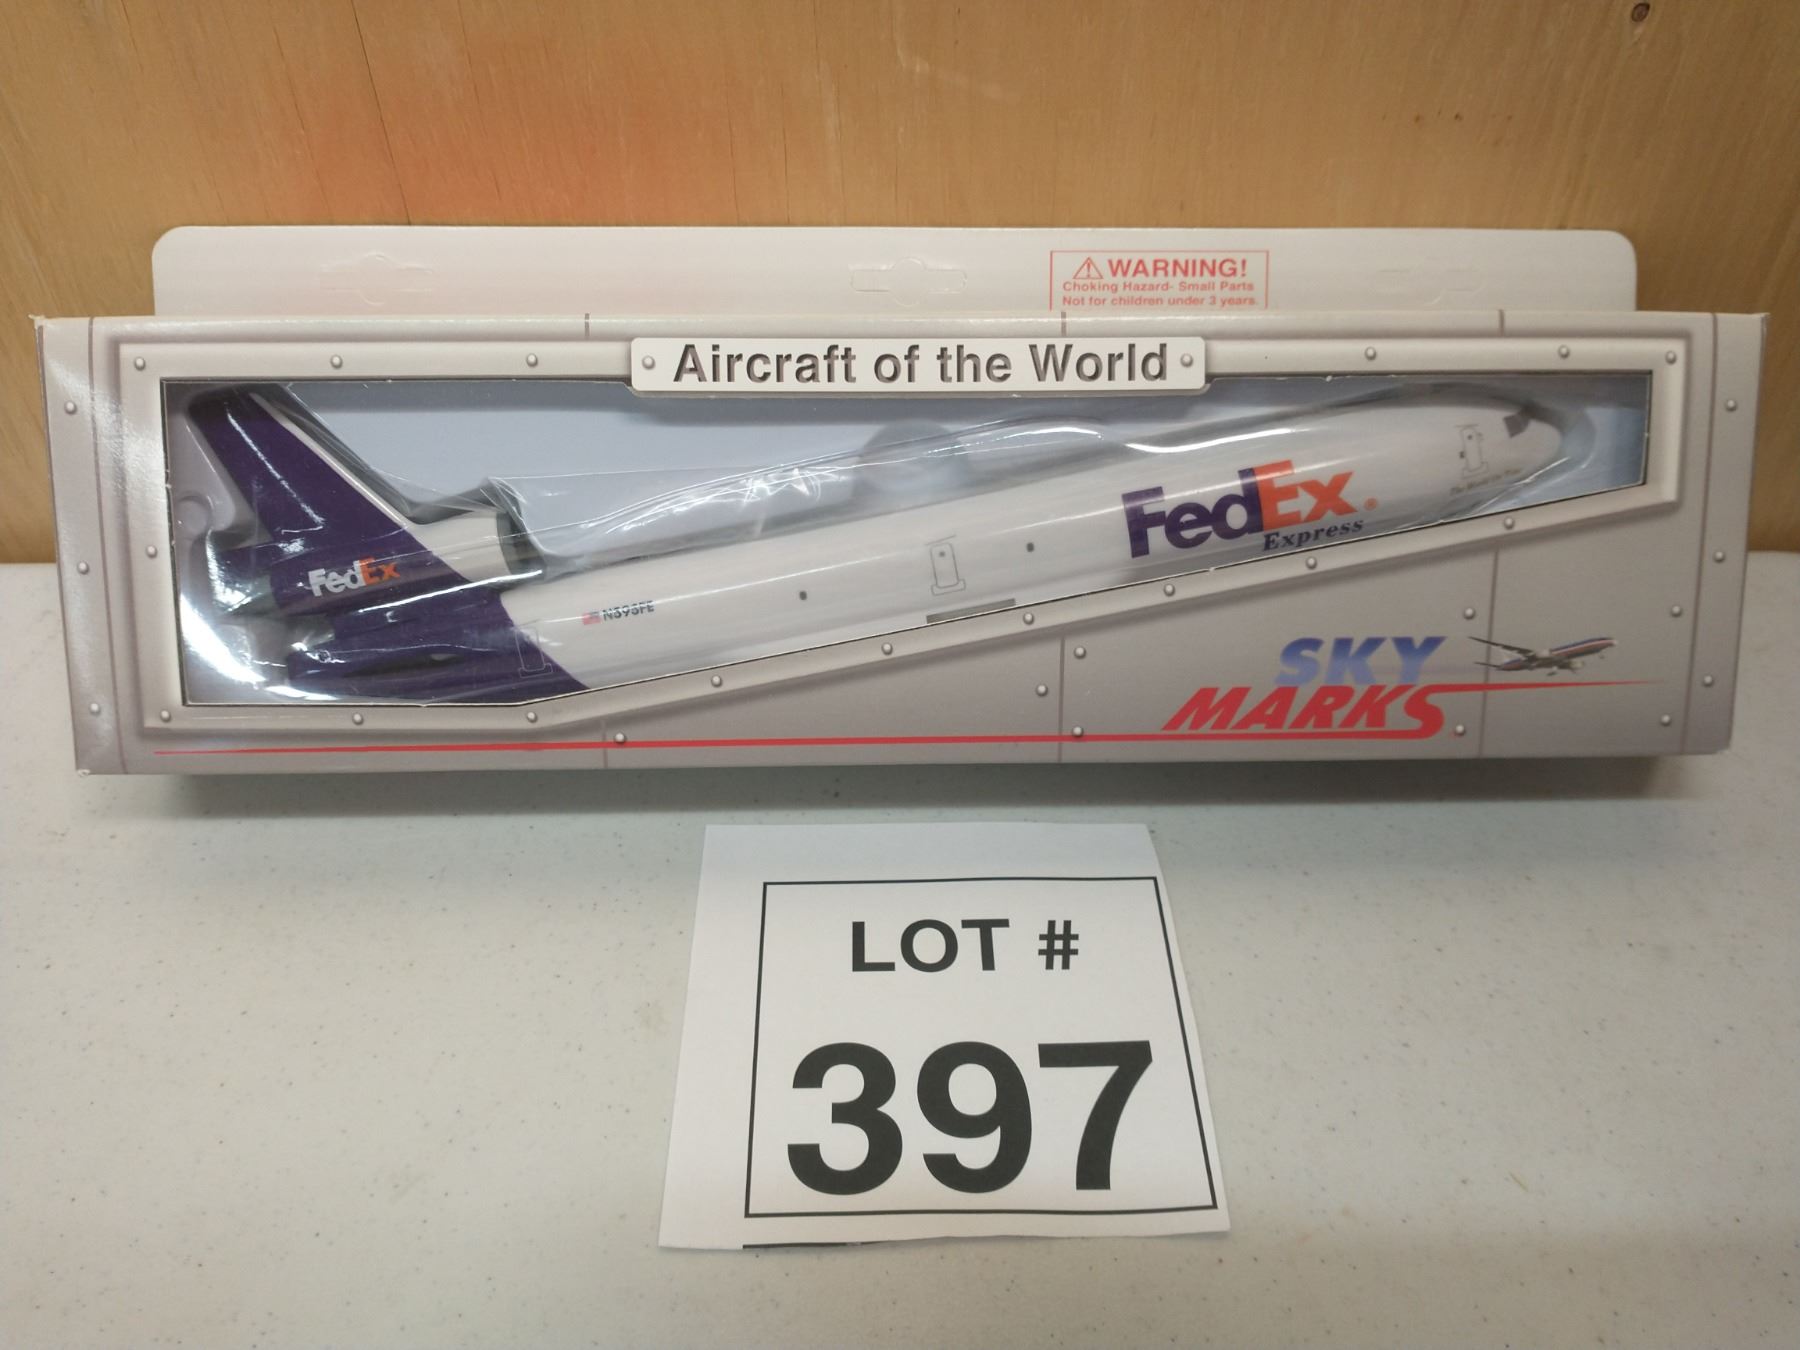 WARNING!
Choking Hazard- Small Parts
Not for children under 3 years.
Aircraft of the World
FedEx®
Express
FedEx
SKY
MARKS
LOT #
397